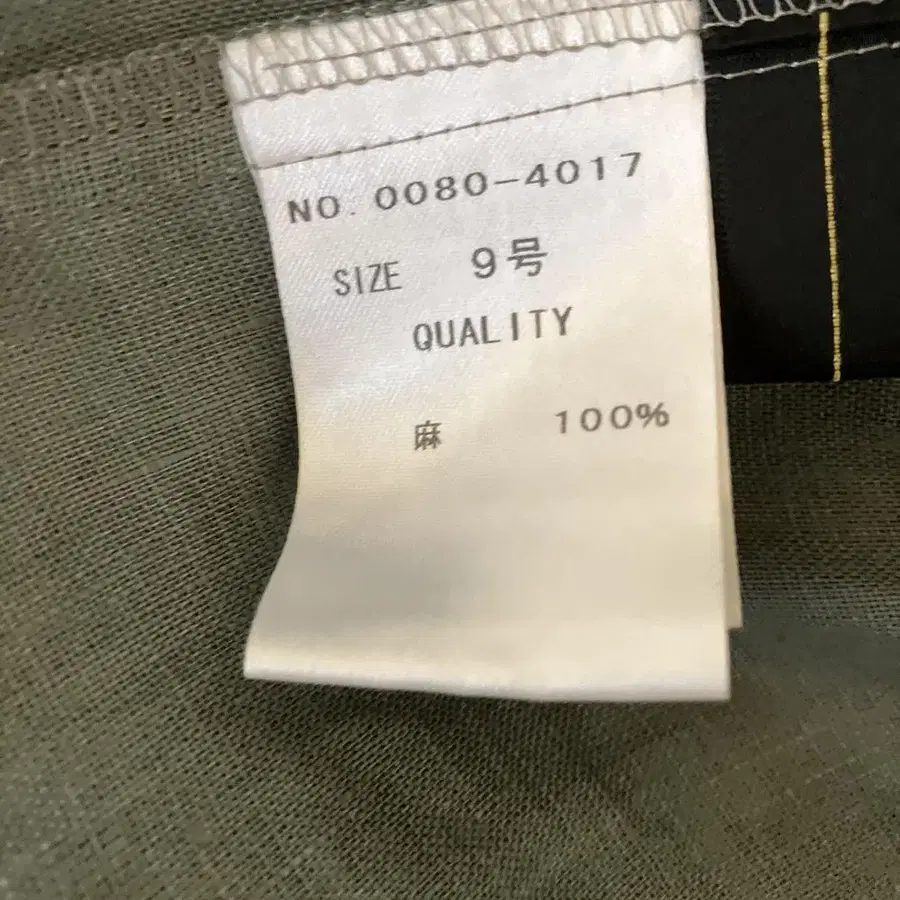 NO. 0080-4017
SIZE 9号
QUALITY
麻 100%